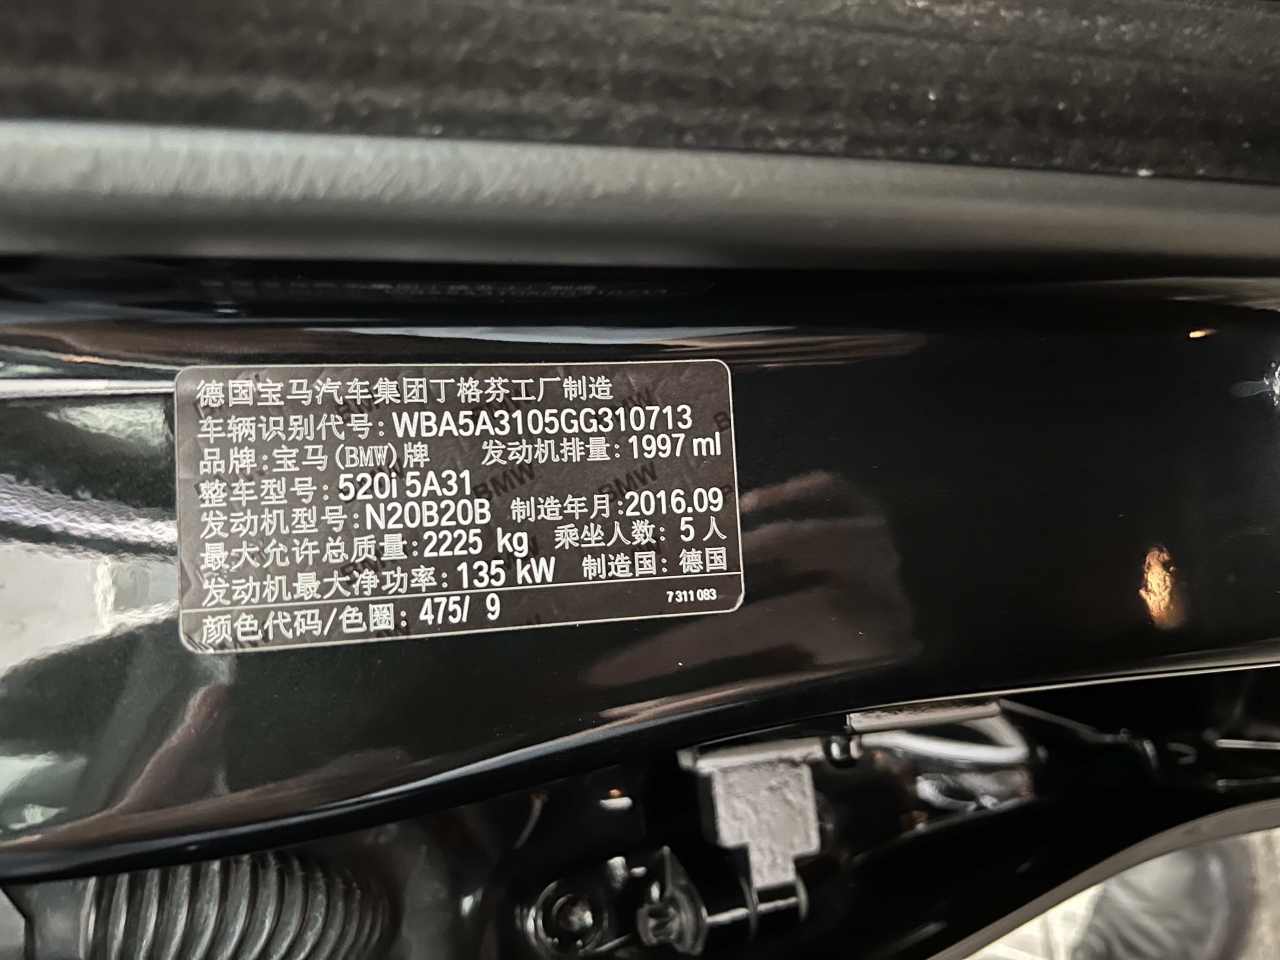 德国宝马汽车集团丁格芬工厂制造
车辆识别代号: WBA5A3105GG310713
品牌:宝马(BMW)牌 发动机排量: 1997 ml
整车型号: 520i 5A31
发动机型号: N20B20B 制造年月:2016.09
最大允许总质量:2225 kg 乘坐人数: 5 人
发动机最大净功率: 135 kW 制造国: 德国
颜色代码/色圈: 475/ 9 7 311 083